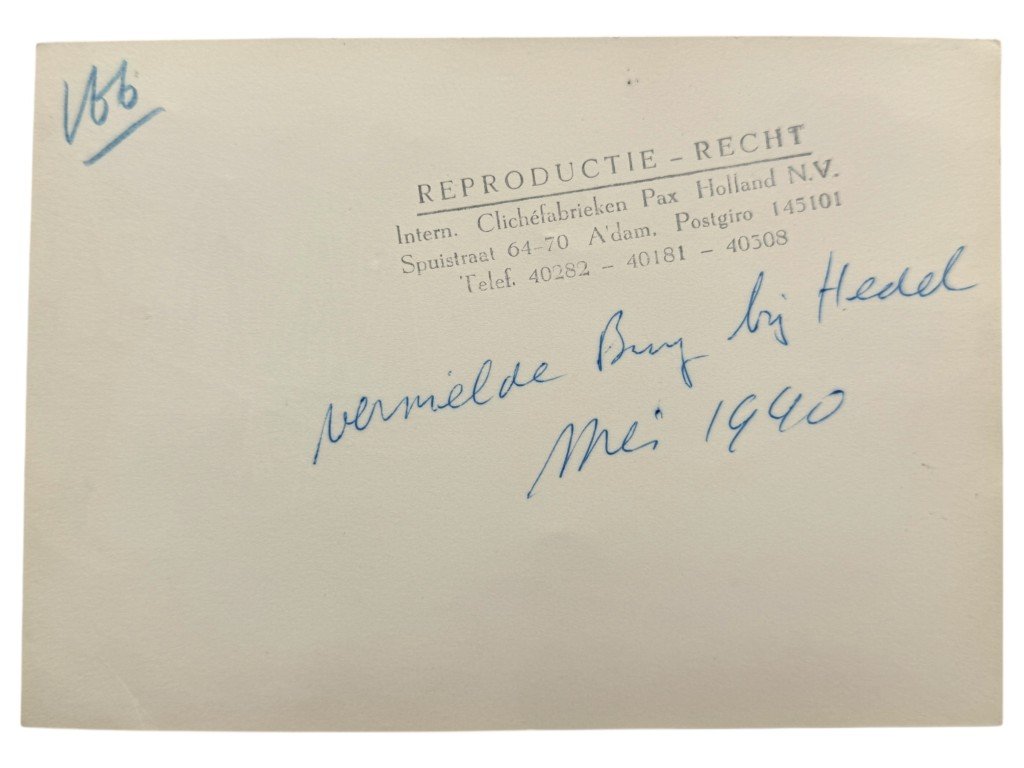 166
REPRODUCTIE – RECHT
Intern. Clichéfabrieken Pax Holland N.V.
Spuistraat 64–70 A'dam, Postgiro 145101
Telef. 40282 – 40181 – 40308
vernielde Brug bij Hedel
Mei 1940